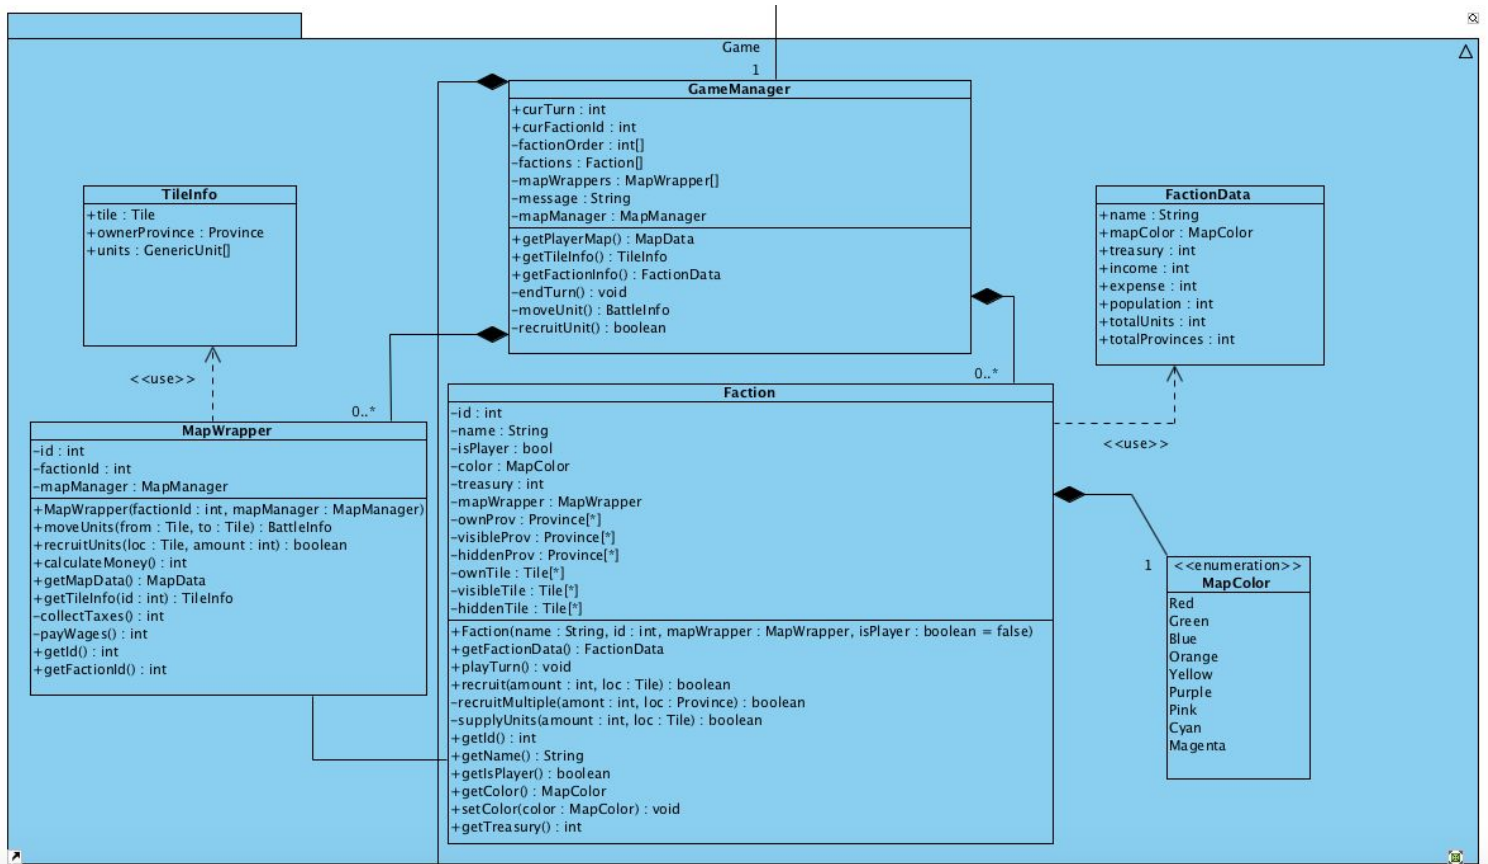 Game
1
GameManager
+curTurn : int
+curFactionId : int
-factionOrder : int[]
-factions : Faction[]
-mapWrappers : MapWrapper[]
-message : String
-mapManager : MapManager
+getPlayerMap() : MapData
+getTileInfo() : TileInfo
+getFactionInfo() : FactionData
-endTurn() : void
-moveUnit() : BattleInfo
-recruitUnit() : boolean
TileInfo
+tile : Tile
+ownerProvince : Province
+units : GenericUnit[]
FactionData
+name : String
+mapColor : MapColor
+treasury : int
+income : int
+expense : int
+population : int
+totalUnits : int
+totalProvinces : int
<<use>>
0..*
0..*
<<use>>
MapWrapper
-id : int
-factionId : int
-mapManager : MapManager
+MapWrapper(factionId : int, mapManager : MapManager)
+moveUnits(from : Tile, to : Tile) : BattleInfo
+recruitUnits(loc : Tile, amount : int) : boolean
+calculateMoney() : int
+getMapData() : MapData
+getTileInfo(id : int) : TileInfo
-collectTaxes() : int
-payWages() : int
+getId() : int
+getFactionId() : int
Faction
-id : int
-name : String
-isPlayer : bool
-color : MapColor
-treasury : int
-mapWrapper : MapWrapper
-ownProv : Province[*]
-visibleProv : Province[*]
-hiddenProv : Province[*]
-ownTile : Tile[*]
-visibleTile : Tile[*]
-hiddenTile : Tile[*]
+Faction(name : String, id : int, mapWrapper : MapWrapper, isPlayer : boolean = false)
+getFactionData() : FactionData
+playTurn() : void
+recruit(amount : int, loc : Tile) : boolean
-recruitMultiple(amont : int, loc : Province) : boolean
-supplyUnits(amount : int, loc : Tile) : boolean
+getId() : int
+getName() : String
+getIsPlayer() : boolean
+getColor() : MapColor
+setColor(color : MapColor) : void
+getTreasury() : int
1
<<enumeration>>
MapColor
Red
Green
Blue
Orange
Yellow
Purple
Pink
Cyan
Magenta